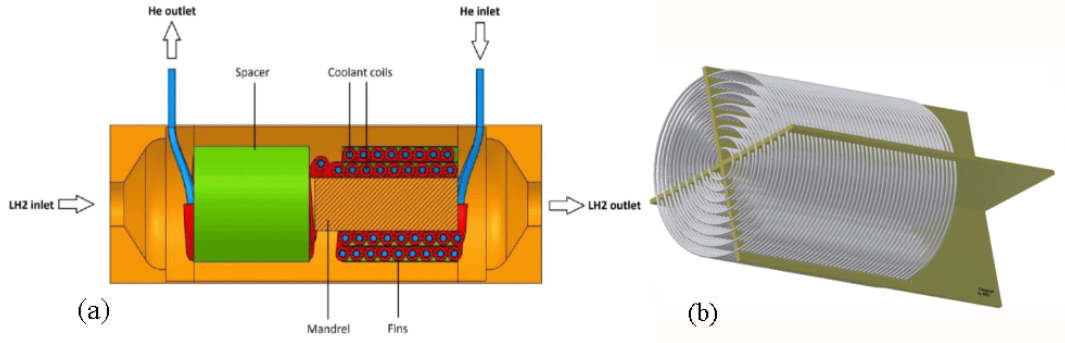 He outlet
He inlet
Spacer
Coolant coils
LH2 inlet
LH2 outlet
Mandrel
Fins
(a)
(b)